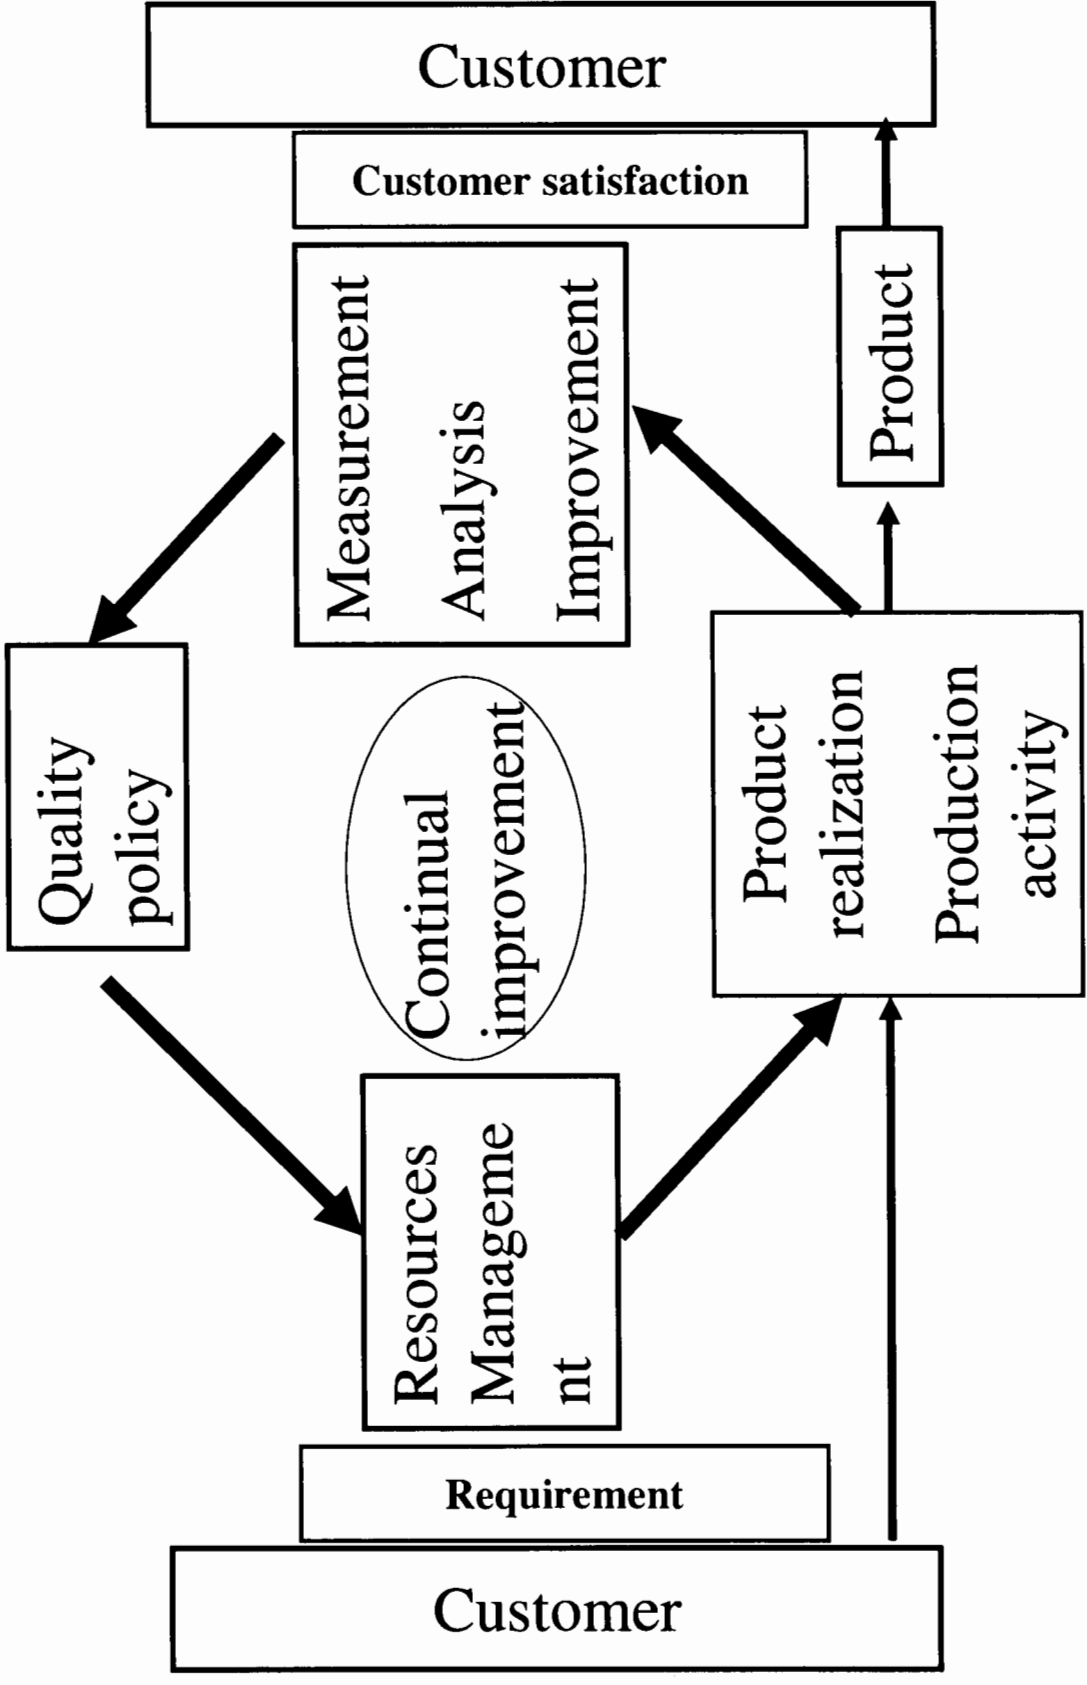 Customer
Customer satisfaction
Measurement
Analysis
Improvement
Product
Quality
policy
Continual
improvement
Product
realization
Production
activity
Resources
Manageme
nt
Requirement
Customer